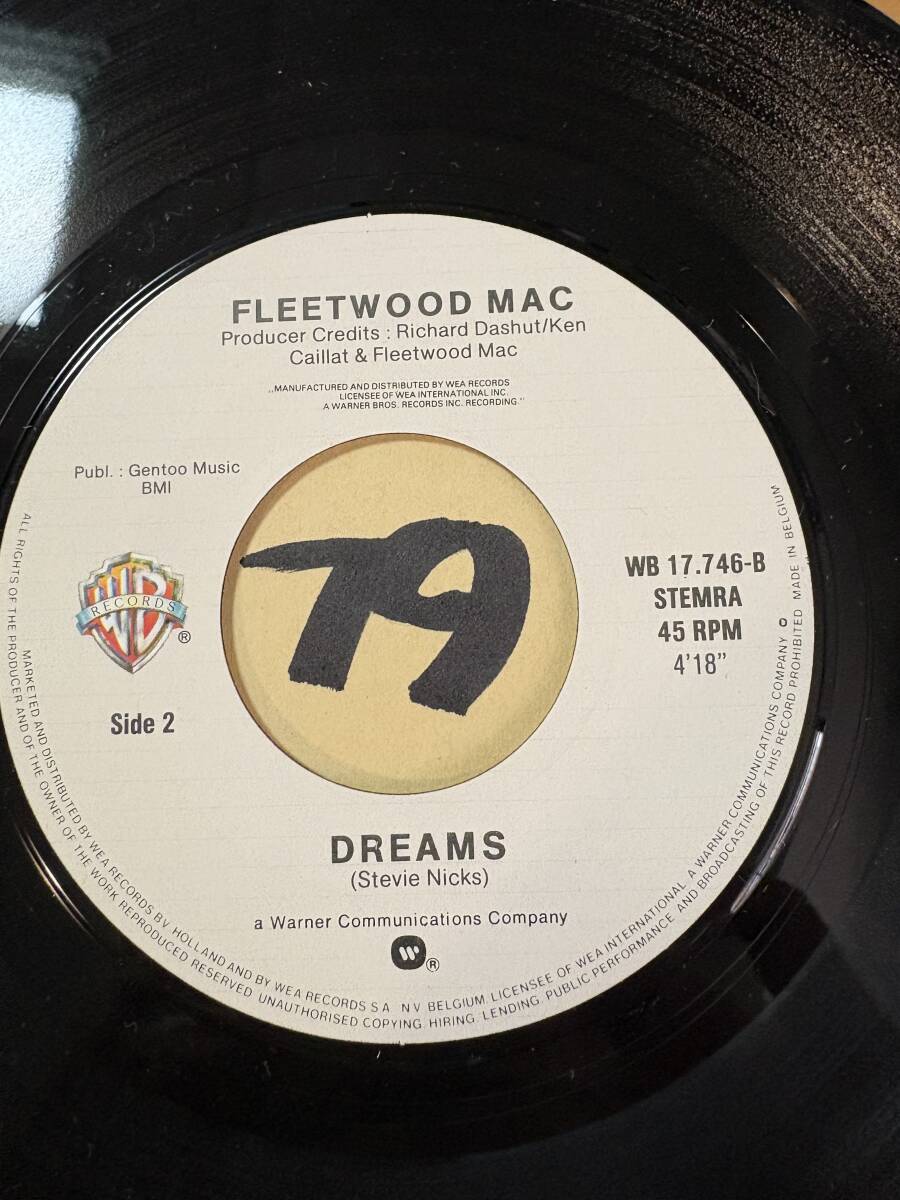 FLEETWOOD MAC
Producer Credits : Richard Dashut/Ken
Caillat & Fleetwood Mac
„MANUFACTURED AND DISTRIBUTED BY WEA RECORDS
LICENSEE OF WEA INTERNATIONAL INC.
A WARNER BROS. RECORDS INC. RECORDING."
Publ. : Gentoo Music
BMI
WB
RECORDS
®
Side 2
79
WB 17.746-B
STEMRA
45 RPM
4'18"
DREAMS
(Stevie Nicks)
a Warner Communications Company
®
MARKETED AND DISTRIBUTED BY WEA RECORDS BV HOLLAND AND BY WEA RECORDS S.A. N.V. BELGIUM. LICENSEE OF WEA INTERNATIONAL A WARNER COMMUNICATIONS COMPANY o
ALL RIGHTS OF THE PRODUCER AND OF THE OWNER OF THE WORK REPRODUCED RESERVED UNAUTHORISED COPYING. HIRING. LENDING. PUBLIC PERFORMANCE AND BROADCASTING OF THIS RECORD PROHIBITED MADE IN BELGIUM